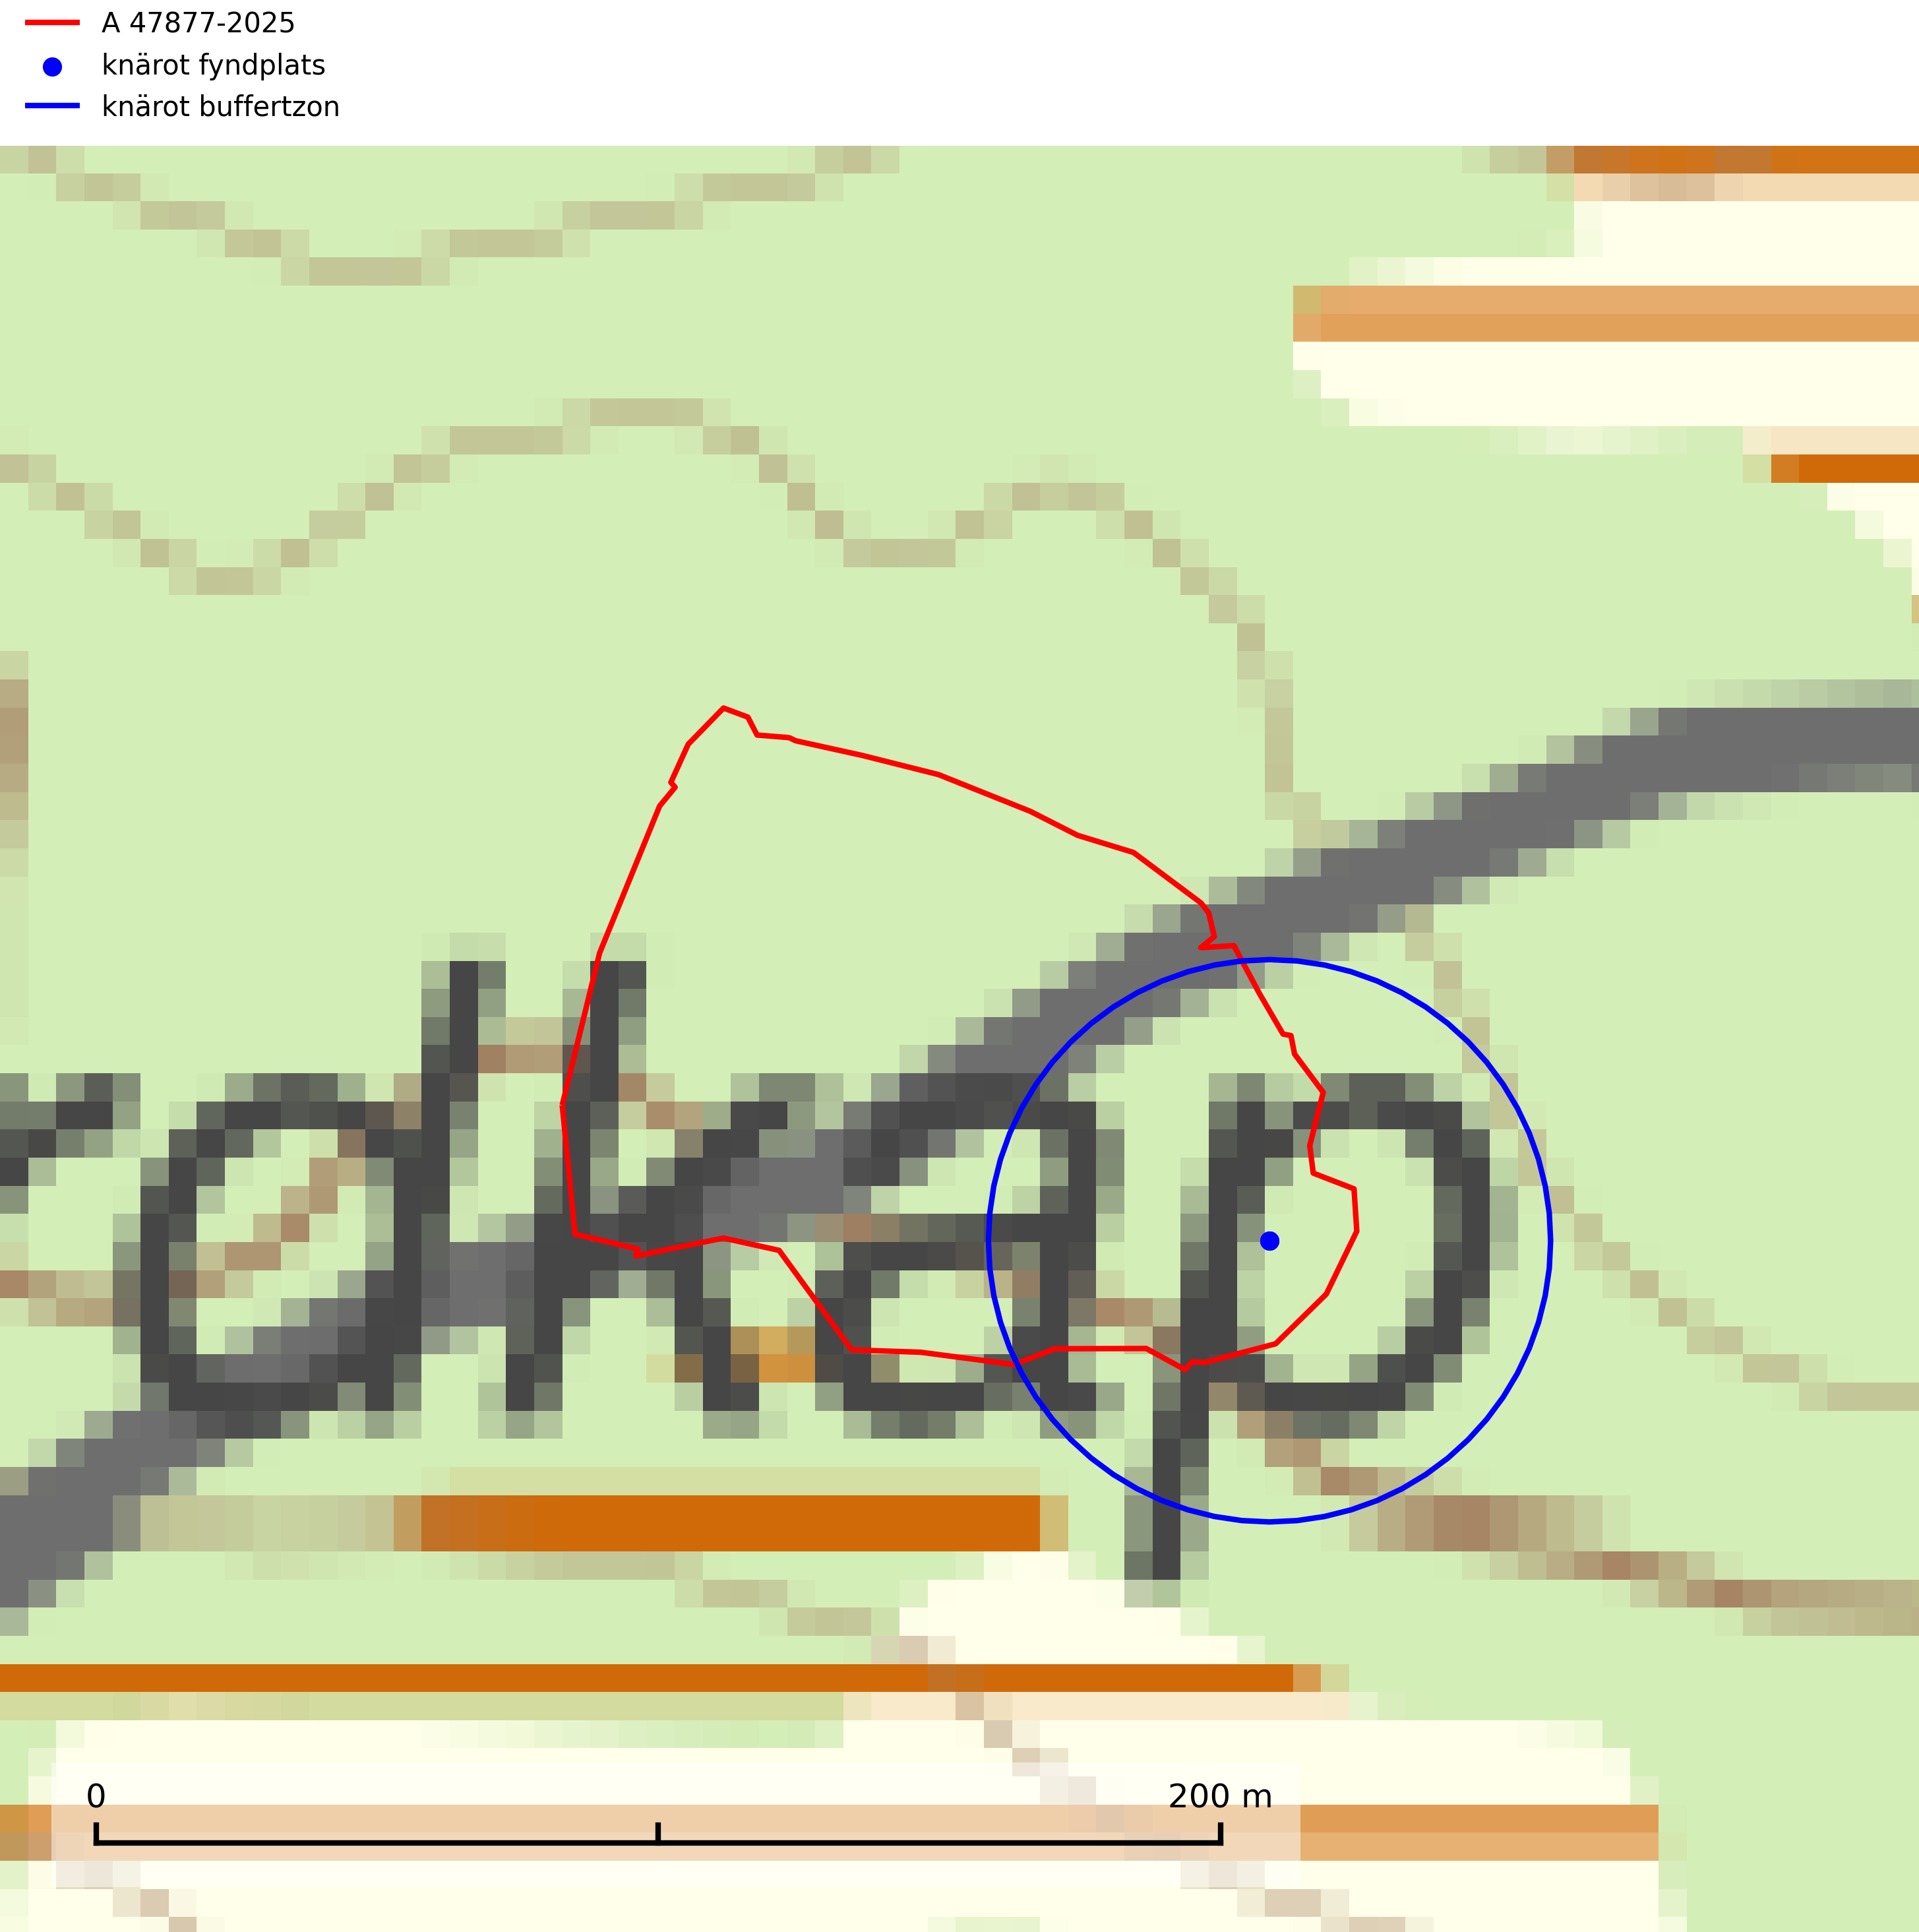 A 47877-2025
knärot fyndplats
knärot buffertzon
0 200 m